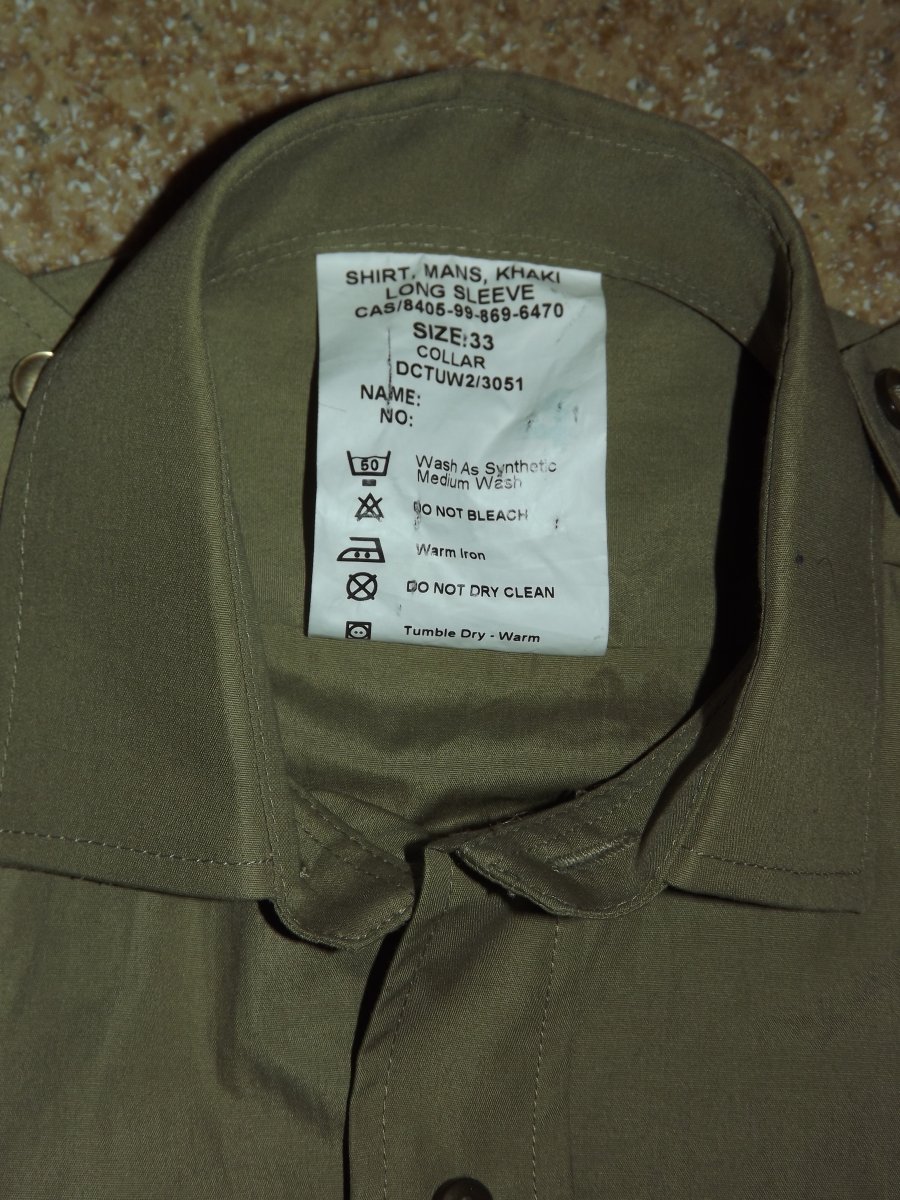 SHIRT, MANS, KHAKI
LONG SLEEVE
CAS/8405-99-869-6470
SIZE:33
COLLAR
DCTUW2/3051
NAME:
NO:
50 Wash As Synthetic
Medium Wash
DO NOT BLEACH
Warm Iron
DO NOT DRY CLEAN
Tumble Dry - Warm